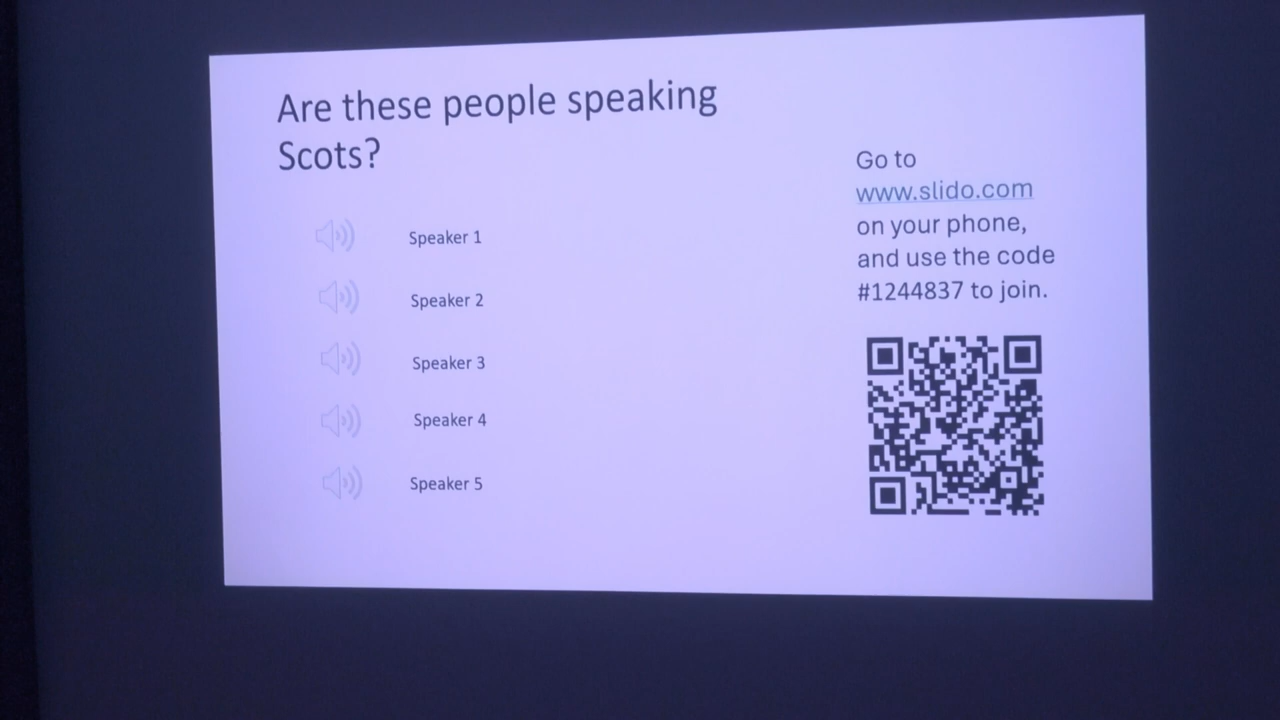 Are these people speaking
Scots?
Speaker 1
Speaker 2
Speaker 3
Speaker 4
Speaker 5
Go to
www.slido.com
on your phone,
and use the code
#1244837 to join.